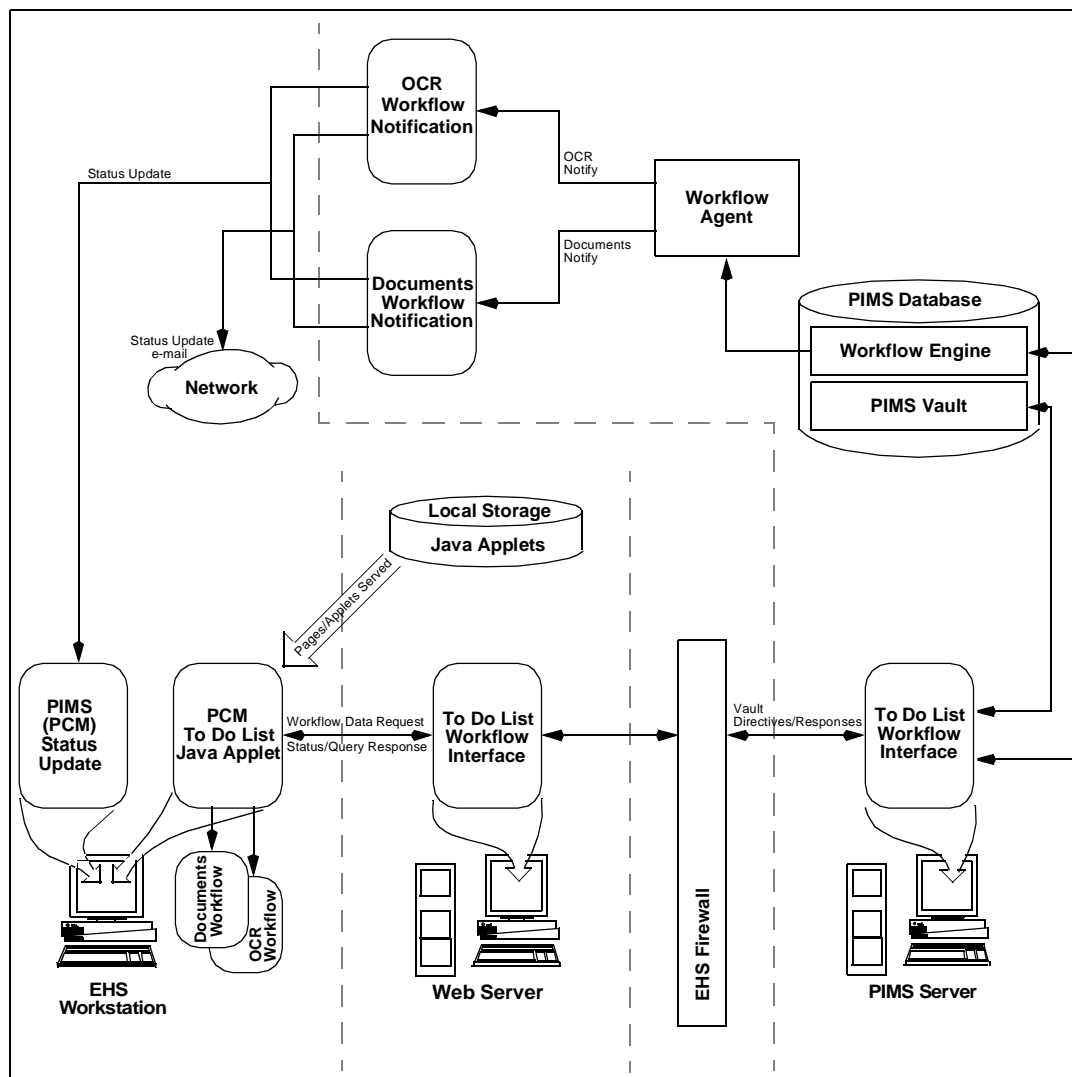 OCR
Workflow
Notification
Status Update
OCR
Notify
Workflow
Agent
Documents
Notify
Documents
Workflow
Notification
PIMS Database
Workflow Engine
PIMS Vault
Status Update
e-mail
Network
Local Storage
Java Applets
Pages/Applets Served
PIMS
(PCM)
Status
Update
PCM
To Do List
Java Applet
Workflow Data Request
Status/Query Response
To Do List
Workflow
Interface
Vault
Directives/Responses
To Do List
Workflow
Interface
Documents
Workflow
OCR
Workflow
EHS Firewall
EHS
Workstation
Web Server
PIMS Server